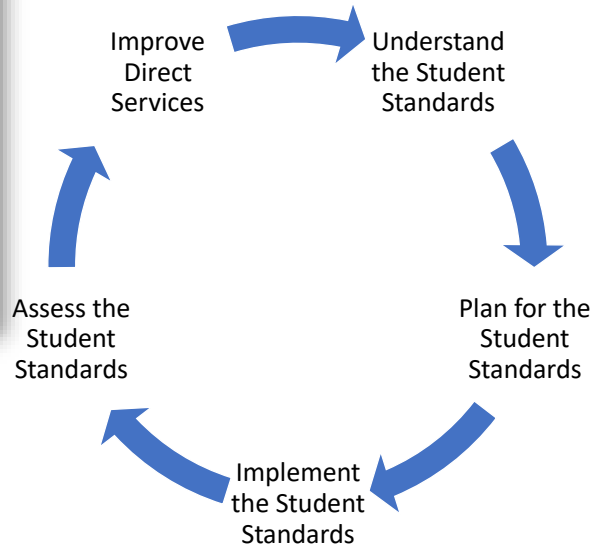 Improve
Direct
Services
Understand
the Student
Standards
Plan for the
Student
Standards
Implement
the Student
Standards
Assess the
Student
Standards